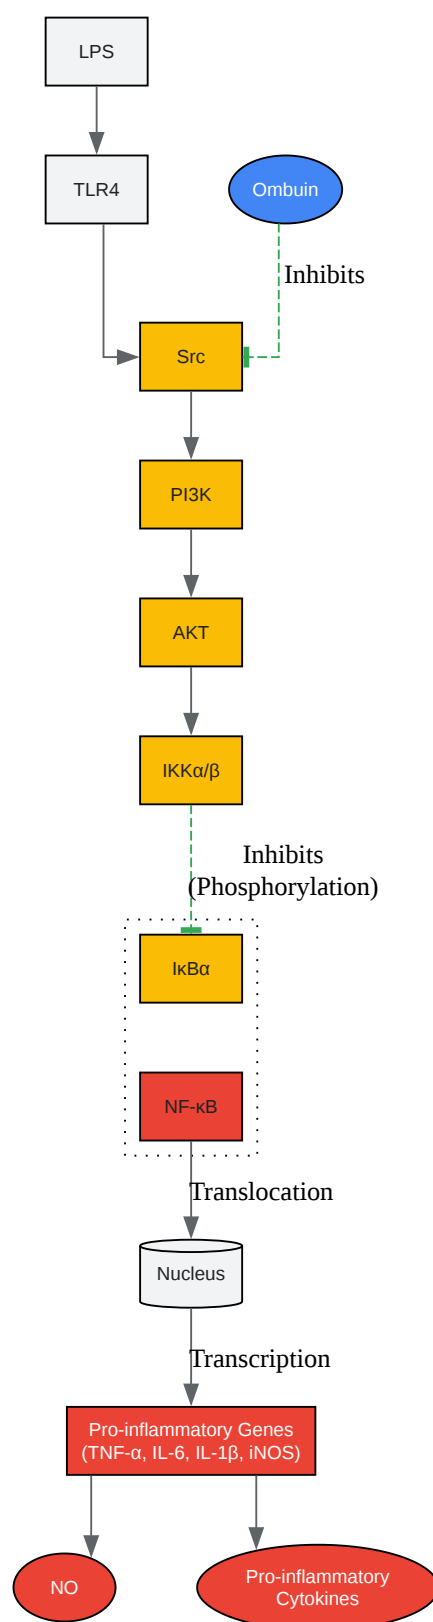 LPS
TLR4
Ombuin
Inhibits
Src
PI3K
AKT
IKKα/β
Inhibits
(Phosphorylation)
IκBα
NF-κB
Translocation
Nucleus
Transcription
Pro-inflammatory Genes
(TNF-α, IL-6, IL-1β, iNOS)
NO
Pro-inflammatory
Cytokines